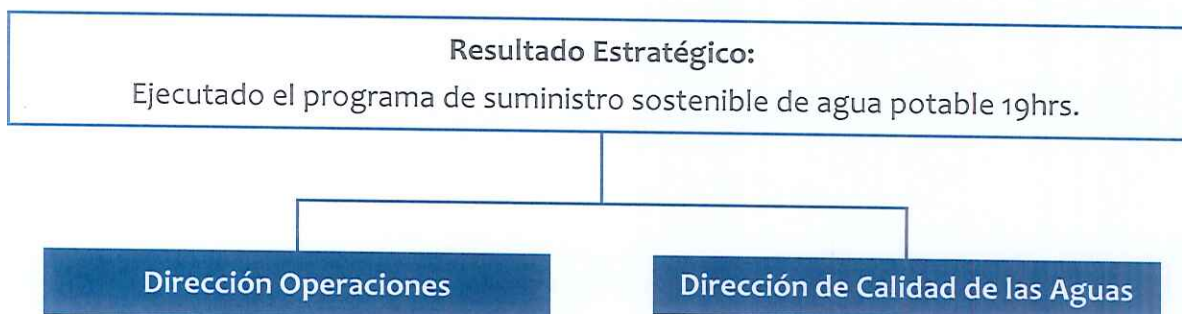 Resultado Estratégico:
Ejecutado el programa de suministro sostenible de agua potable 19hrs.
Dirección Operaciones
Dirección de Calidad de las Aguas